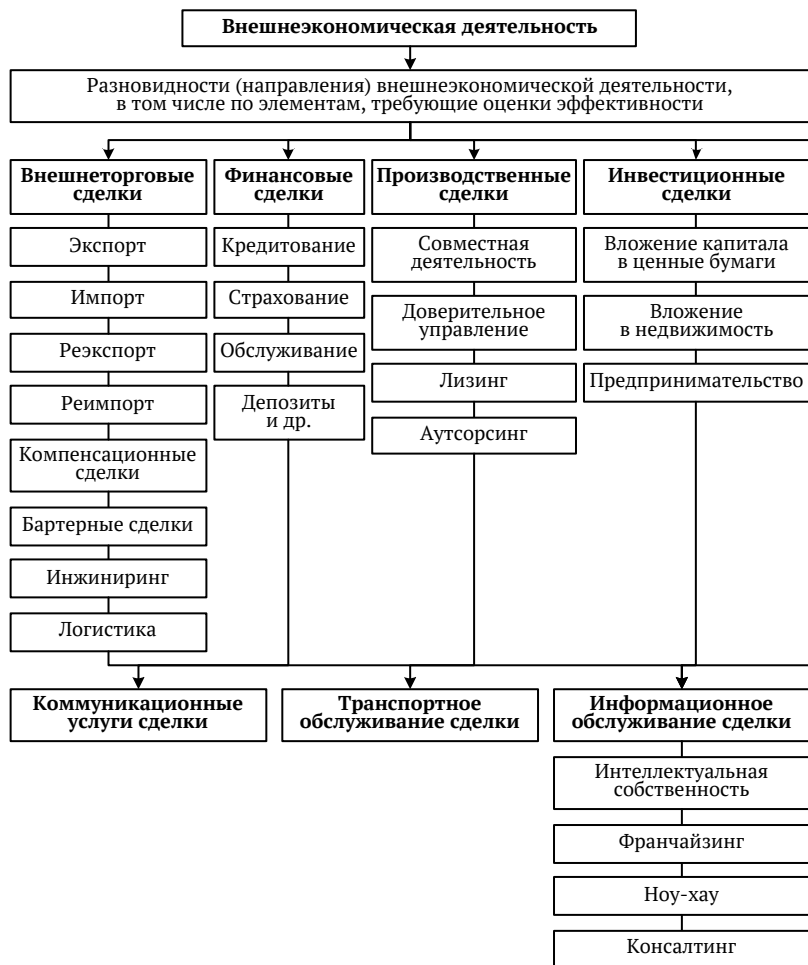 Внешнеэкономическая деятельность
Разновидности (направления) внешнеэкономической деятельности,
в том числе по элементам, требующие оценки эффективности
Внешнеторговые
сделки
Экспорт
Импорт
Реэкспорт
Реимпорт
Компенсационные
сделки
Бартерные сделки
Инжиниринг
Логистика
Финансовые
сделки
Кредитование
Страхование
Обслуживание
Депозиты
и др.
Производственные
сделки
Совместная
деятельность
Доверительное
управление
Лизинг
Аутсорсинг
Инвестиционные
сделки
Вложение капитала
в ценные бумаги
Вложение
в недвижимость
Предпринимательство
Коммуникационные
услуги сделки
Транспортное
обслуживание сделки
Информационное
обслуживание сделки
Интеллектуальная
собственность
Франчайзинг
Ноу-хау
Консалтинг